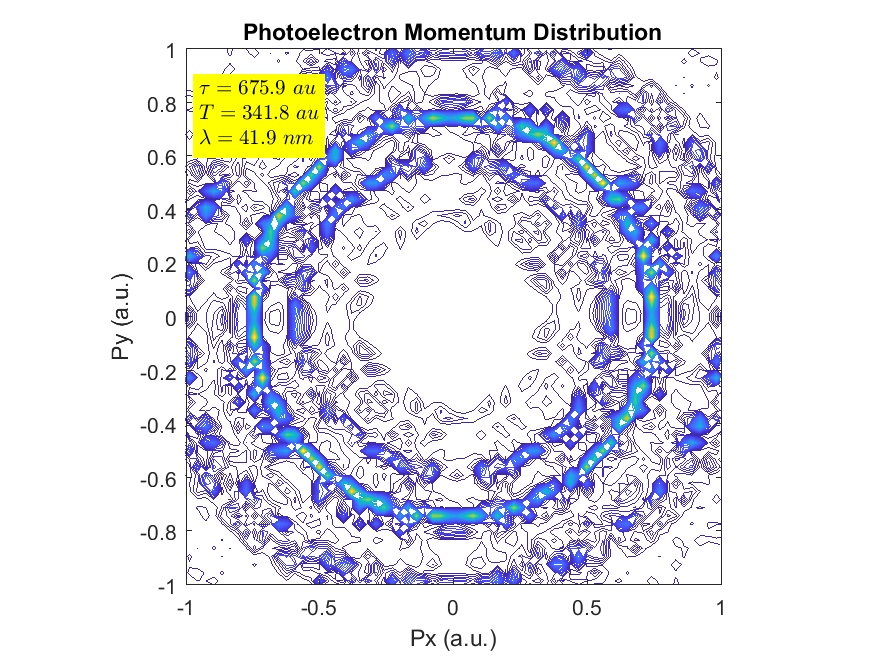 Photoelectron Momentum Distribution
τ = 675.9 au
T = 341.8 au
λ = 41.9 nm
1
0.8
0.6
0.4
0.2
0
-0.2
-0.4
-0.6
-0.8
-1
Py (a.u.)
-1 -0.5 0 0.5 1
Px (a.u.)